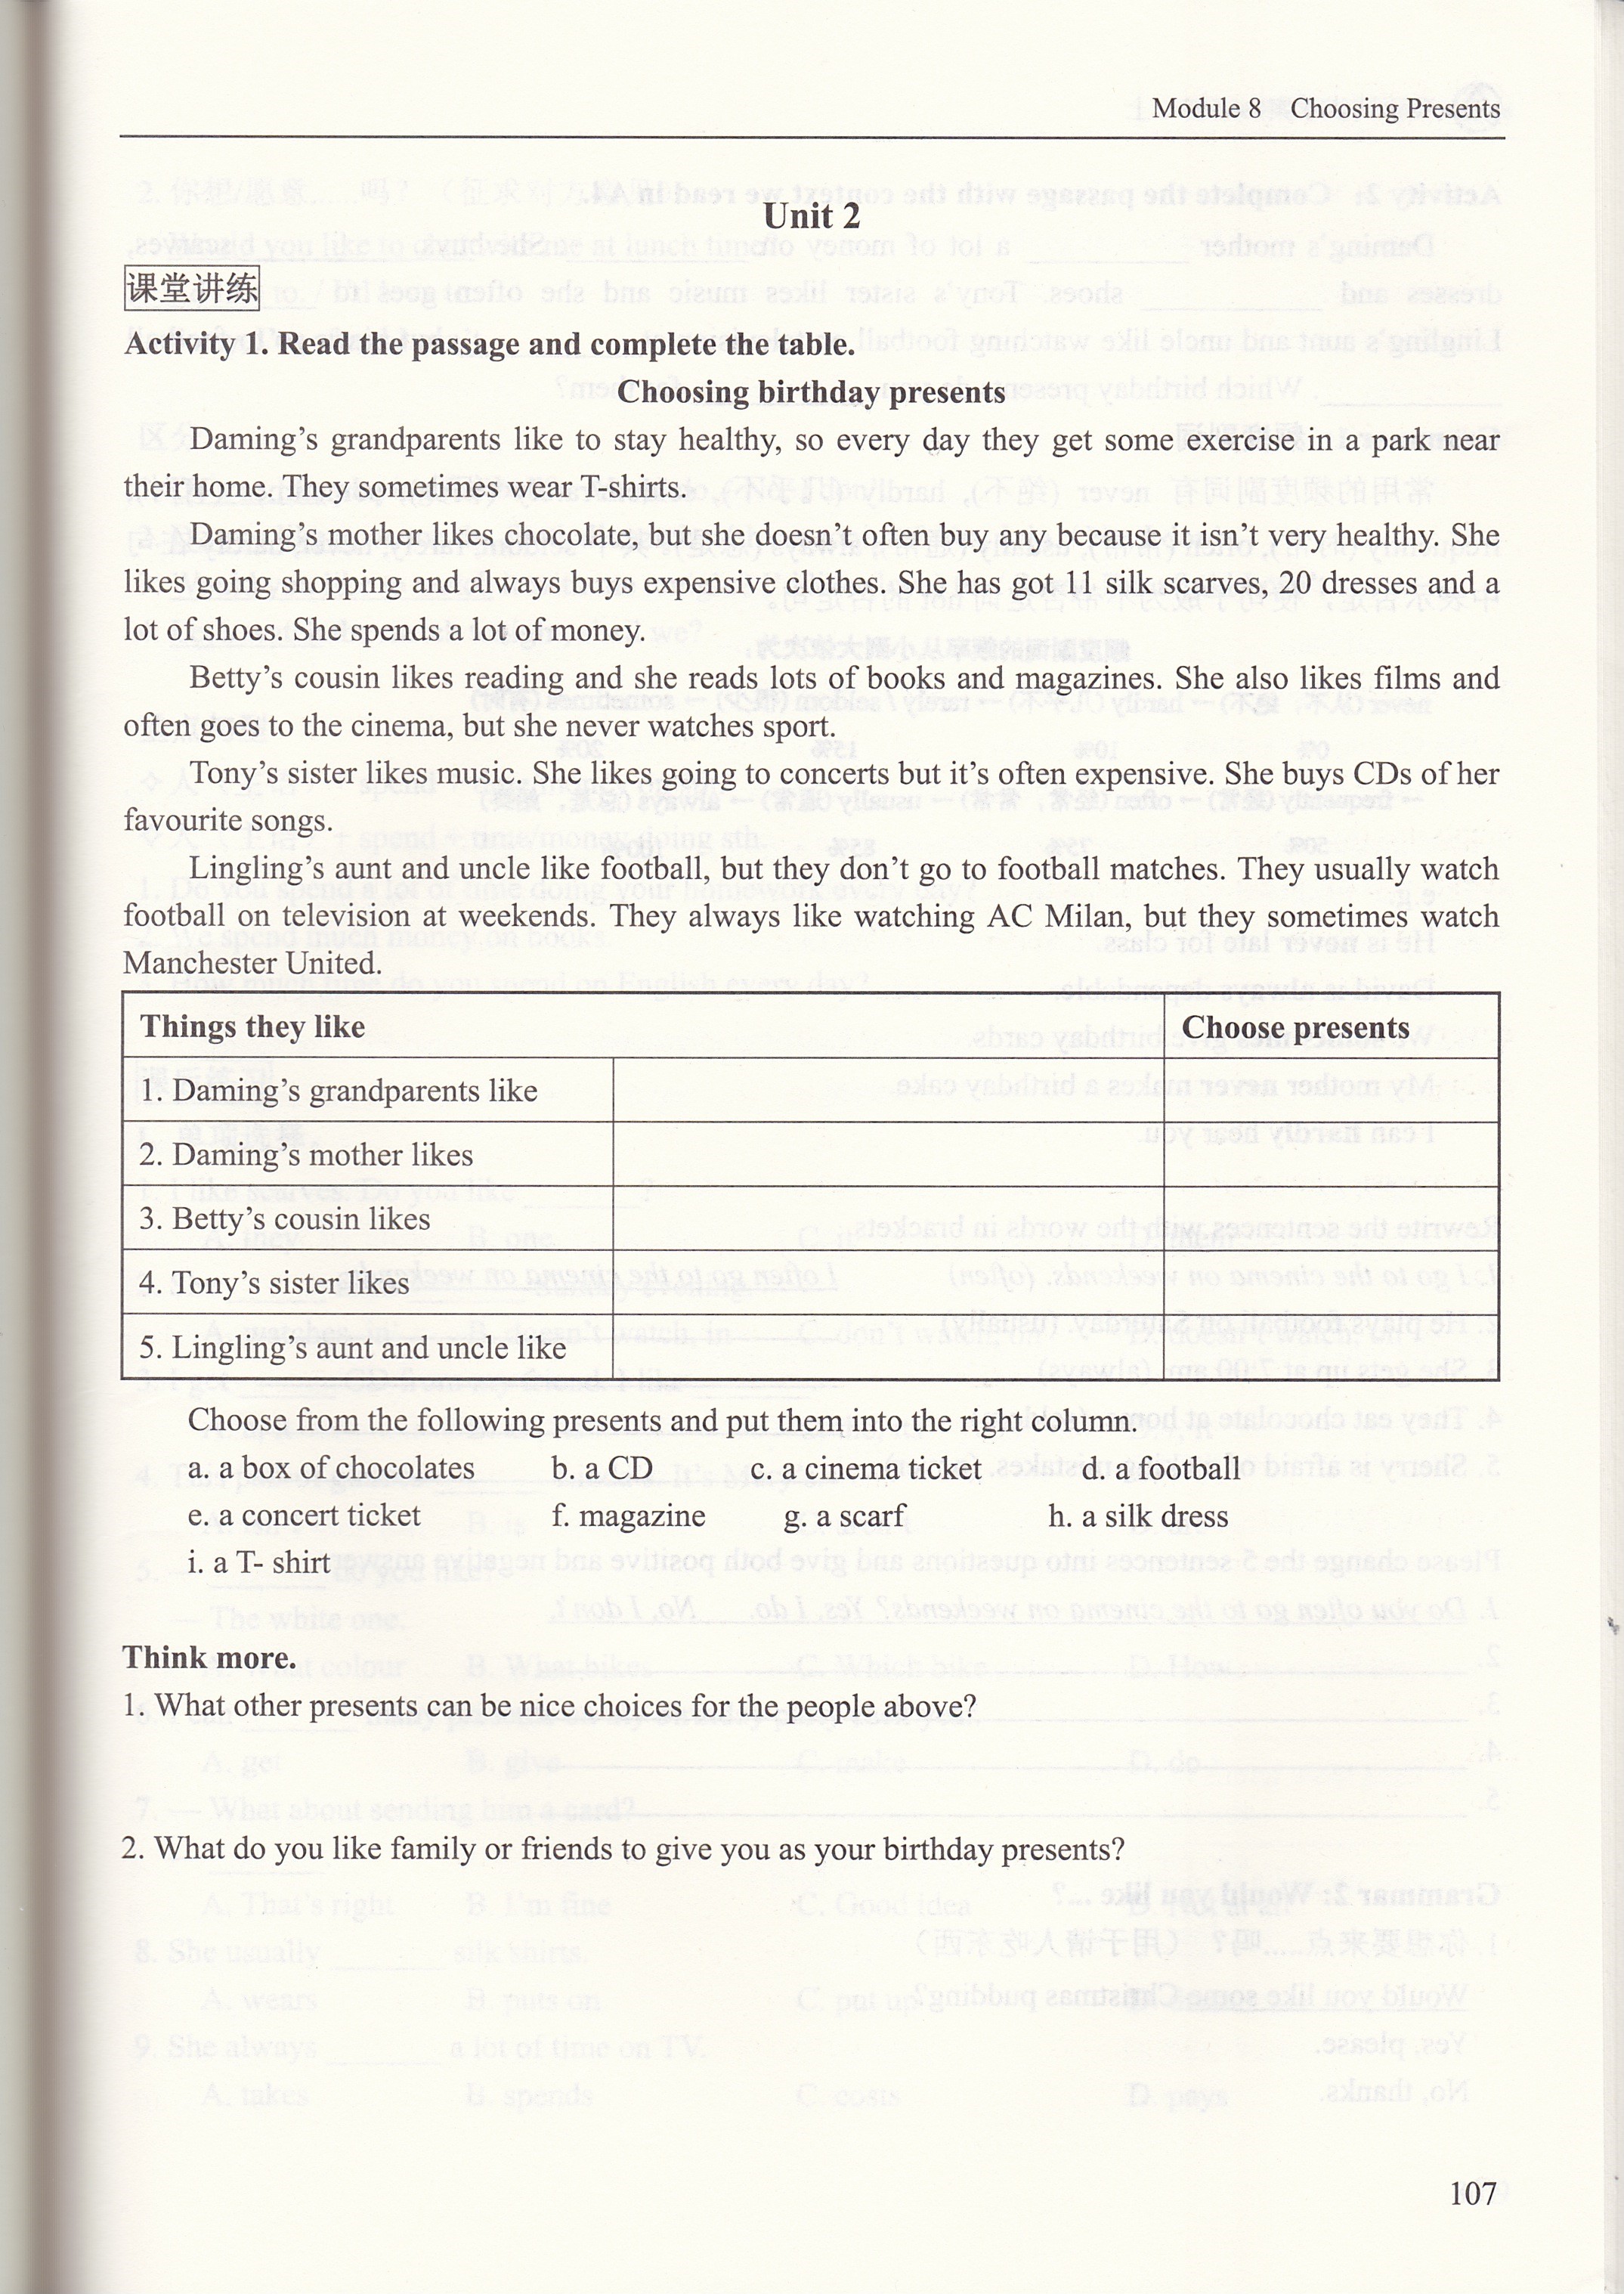 Module 8 Choosing Presents
Unit 2
课堂讲练
Activity 1. Read the passage and complete the table.
Choosing birthday presents
Daming's grandparents like to stay healthy, so every day they get some exercise in a park near
their home. They sometimes wear T-shirts.
Daming's mother likes chocolate, but she doesn't often buy any because it isn't very healthy. She
likes going shopping and always buys expensive clothes. She has got 11 silk scarves, 20 dresses and a
lot of shoes. She spends a lot of money.
Betty's cousin likes reading and she reads lots of books and magazines. She also likes films and
often goes to the cinema, but she never watches sport.
Tony's sister likes music. She likes going to concerts but it's often expensive. She buys CDs of her
favourite songs.
Lingling's aunt and uncle like football, but they don't go to football matches. They usually watch
football on television at weekends. They always like watching AC Milan, but they sometimes watch
Manchester United.
Things they like Choose presents
1. Daming's grandparents like
2. Daming's mother likes
3. Betty's cousin likes
4. Tony's sister likes
5. Lingling's aunt and uncle like
Choose from the following presents and put them into the right column.
a. a box of chocolates b. a CD c. a cinema ticket d. a football
e. a concert ticket f. magazine g. a scarf h. a silk dress
i. a T- shirt
Think more.
1. What other presents can be nice choices for the people above?
2. What do you like family or friends to give you as your birthday presents?
107